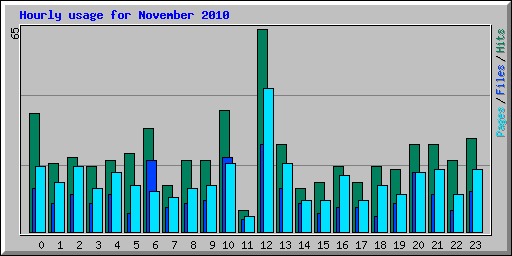 Hourly usage for November 2010
65
Pages/Files/Hits
0 1 2 3 4 5 6 7 8 9 10 11 12 13 14 15 16 17 18 19 20 21 22 23